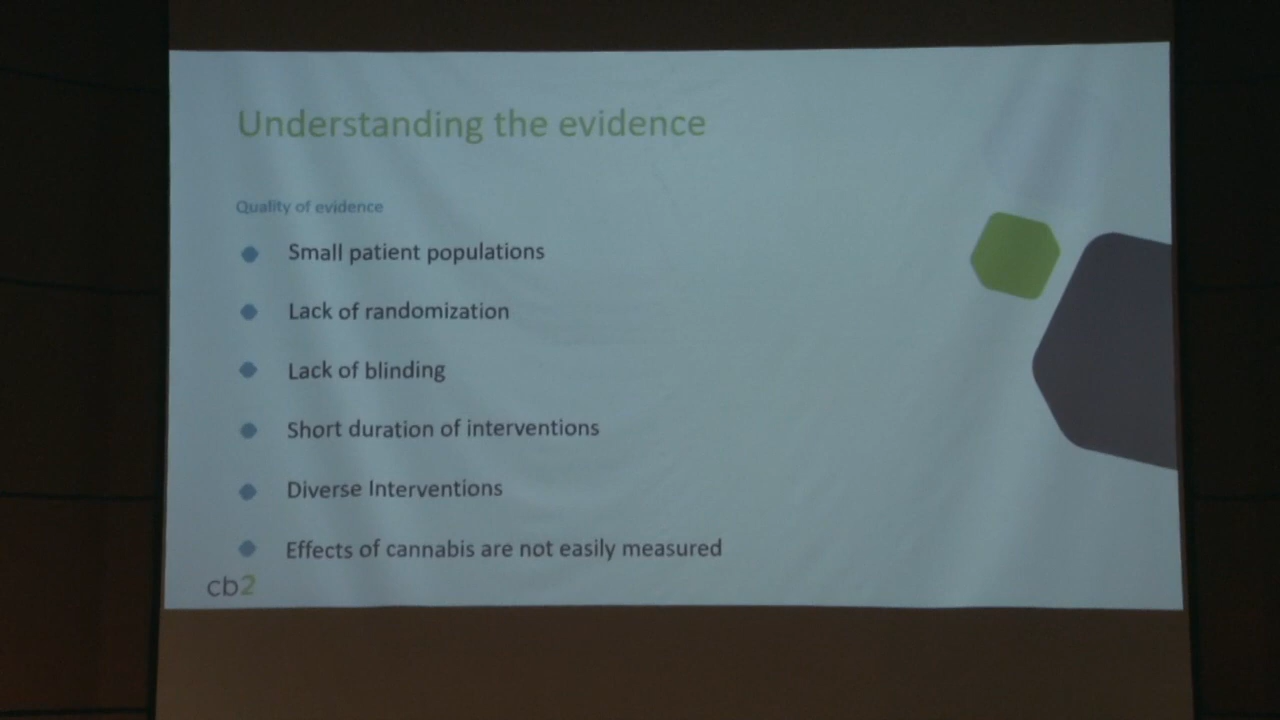 Understanding the evidence
Quality of evidence
Small patient populations
Lack of randomization
Lack of blinding
Short duration of interventions
Diverse Interventions
Effects of cannabis are not easily measured
cb2